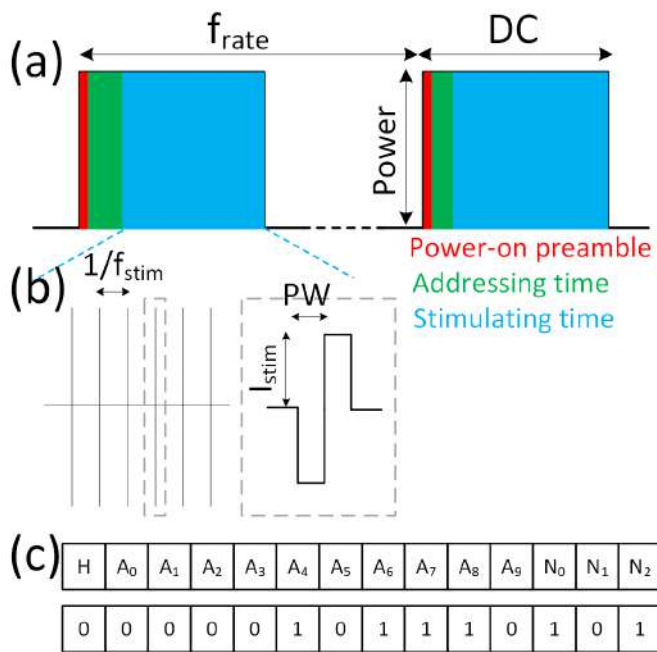 f_rate DC
(a)
Power
Power-on preamble
Addressing time
Stimulating time
1/f_stim
(b)
PW
I_stim
(c)
H A₀ A₁ A₂ A₃ A₄ A₅ A₆ A₇ A₈ A₉ N₀ N₁ N₂
0 0 0 0 0 1 0 1 1 1 0 1 0 1